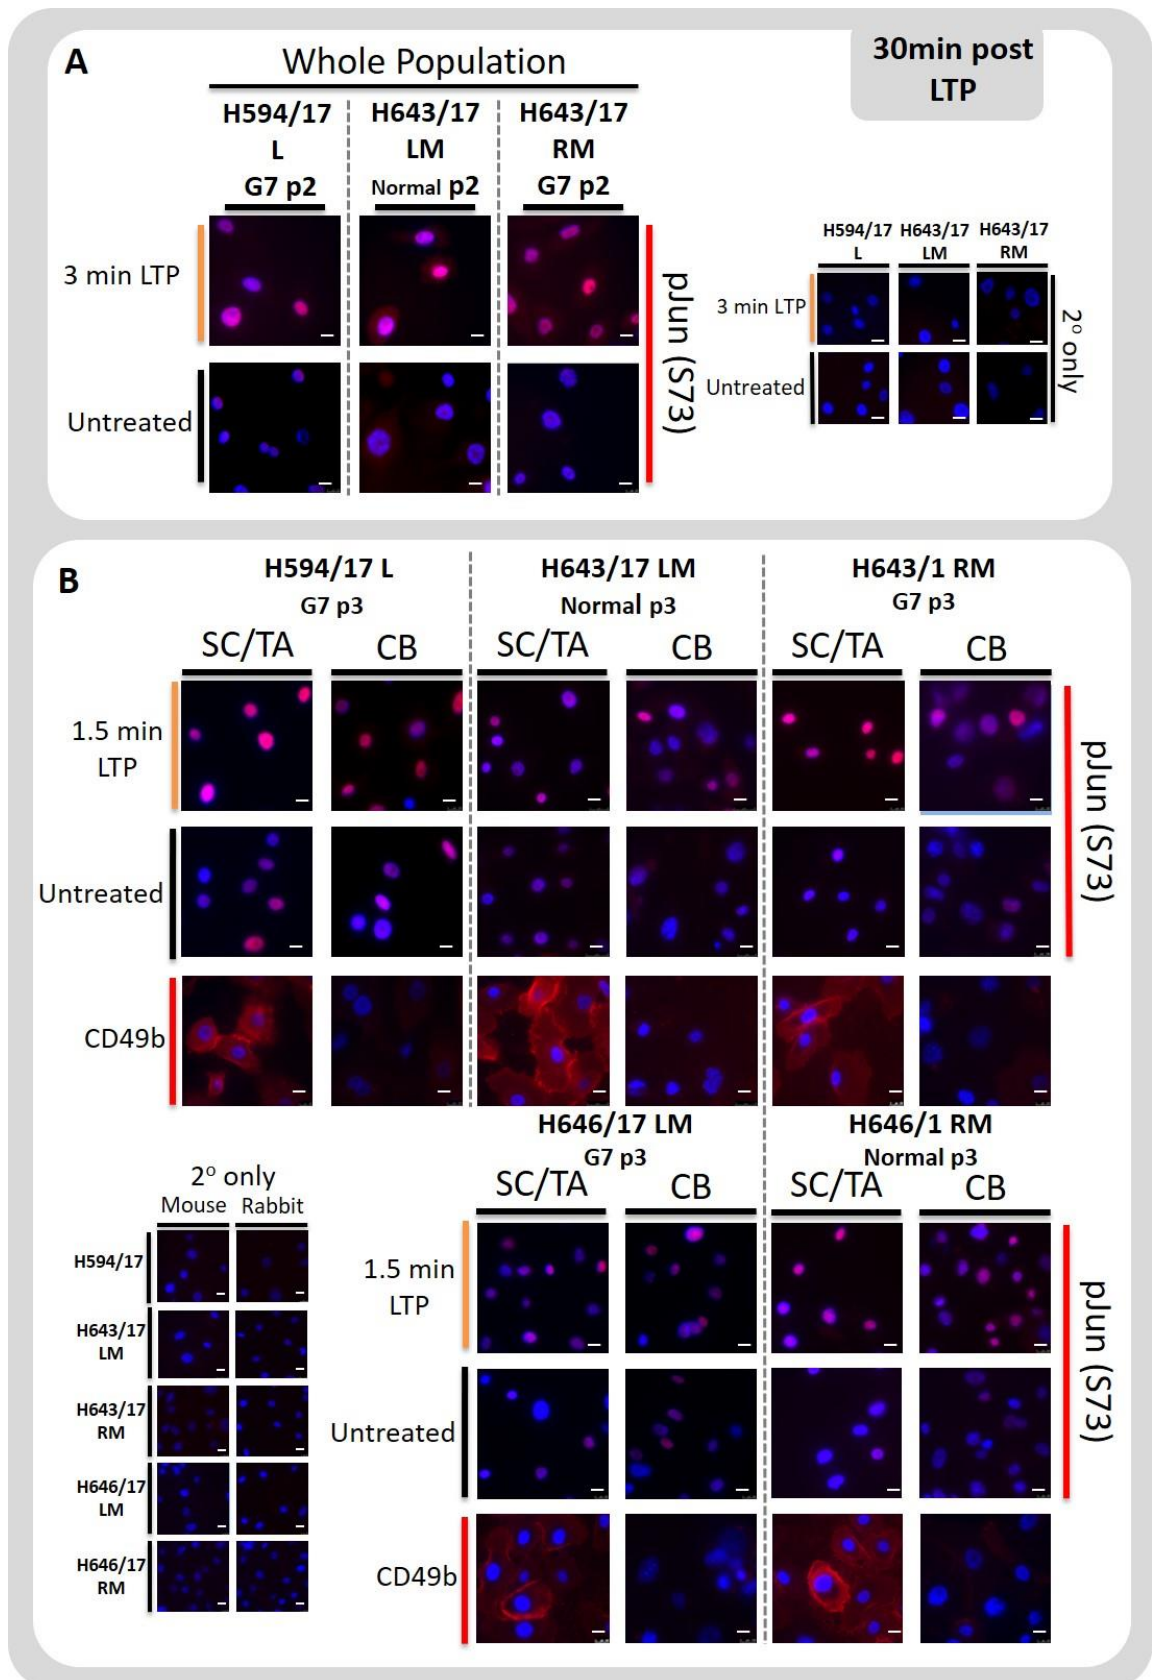 A
Whole Population
30min post
LTP
H594/17
L
G7 p2
H643/17
LM
Normal p2
H643/17
RM
G7 p2
3 min LTP
Untreated
pJun (S73)
H594/17
L
H643/17
LM
H643/17
RM
3 min LTP
Untreated
2º only
B
H594/17 L
G7 p3
H643/17 LM
Normal p3
H643/1 RM
G7 p3
SC/TA
CB
SC/TA
CB
SC/TA
CB
1.5 min
LTP
Untreated
CD49b
pJun (S73)
H646/17 LM
G7 p3
H646/1 RM
Normal p3
SC/TA
CB
SC/TA
CB
1.5 min
LTP
Untreated
CD49b
pJun (S73)
2º only
Mouse Rabbit
H594/17
H643/17
LM
H643/17
RM
H646/17
LM
H646/17
RM